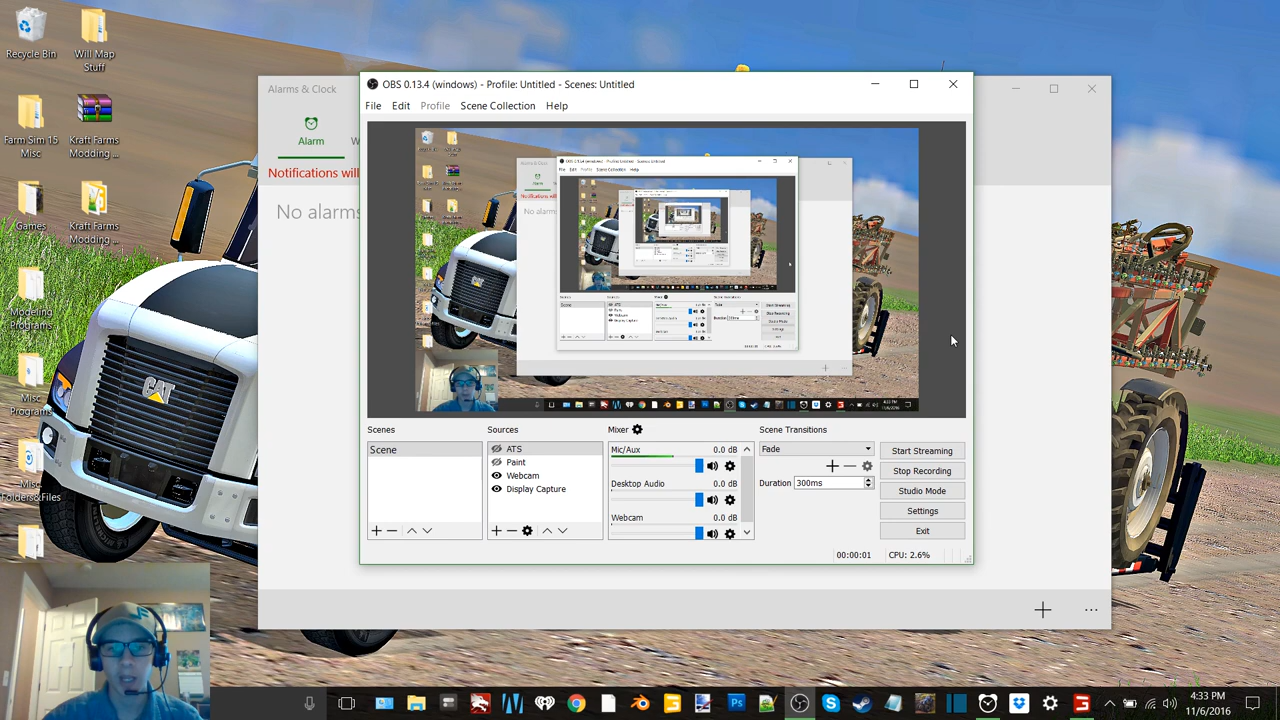 Recycle Bin
Will Map
Stuff
Farm Sim 15
Misc
Kraft Farms
Modding ...
Games
Kraft Farms
Modding ...
Misc
Programs
Misc
Folders&Files
Alarms & Clock
Alarm
W
Notifications will
No alarms
OBS 0.13.4 (windows) - Profile: Untitled - Scenes: Untitled
File Edit Profile Scene Collection Help
Scenes
Scene
Sources
ATS
Paint
Webcam
Display Capture
Mixer
Mic/Aux 0.0 dB
Desktop Audio 0.0 dB
Webcam 0.0 dB
Scene Transitions
Fade
Duration 300ms
Start Streaming
Stop Recording
Studio Mode
Settings
Exit
00:00:01 CPU: 2.6%
CAT
4:33 PM
11/6/2016